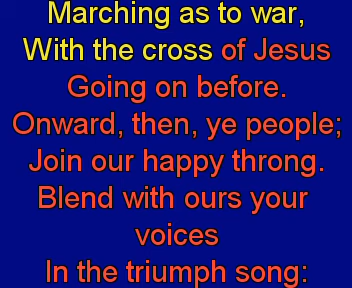 Marching as to war,
With the cross of Jesus
Going on before.
Onward, then, ye people;
Join our happy throng.
Blend with ours your
voices
In the triumph song: